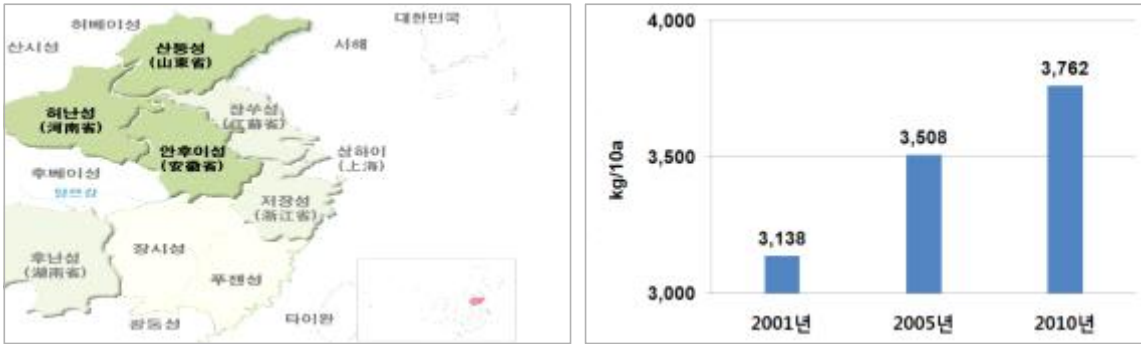 허베이성
대한민국
산시성
산둥성
(山東省)
서해
허난성
(河南省)
장쑤성
(江蘇省)
안후이성
(安徽省)
상하이
(上海)
후베이성
저장성
(浙江省)
장시성
후난성
(湖南省)
푸젠성
광둥성
타이완
4,000
3,500
3,000
kg/10a
3,138
3,508
3,762
2001년
2005년
2010년